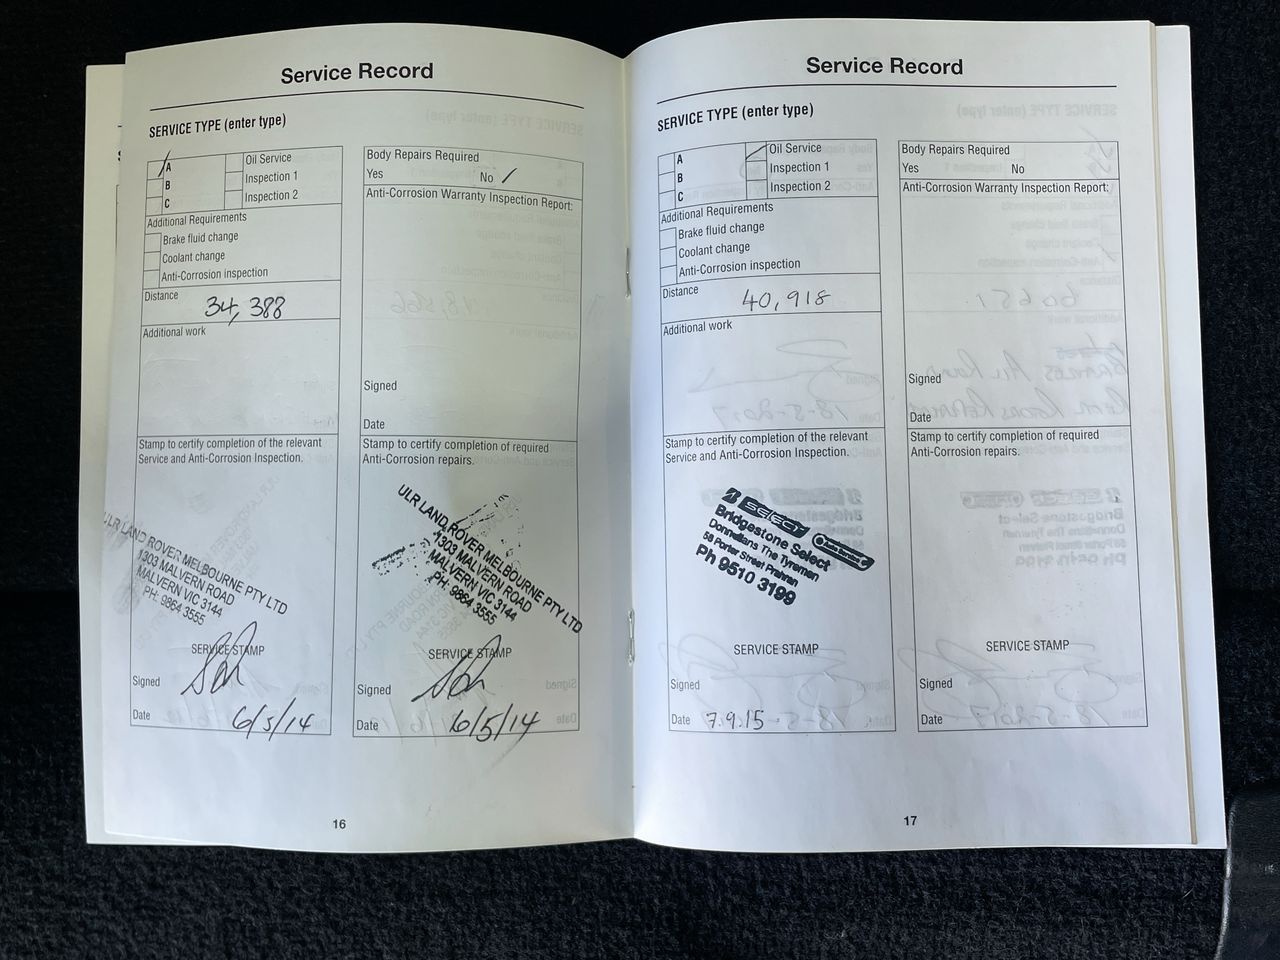 Service Record
SERVICE TYPE (enter type)
A
B
C
Oil Service
Inspection 1
Inspection 2
Additional Requirements
Brake fluid change
Coolant change
Anti-Corrosion inspection
Distance
34,388
Additional work
Stamp to certify completion of the relevant
Service and Anti-Corrosion Inspection.
ULR LAND ROVER MELBOURNE PTY LTD
1303 MALVERN ROAD
MALVERN VIC 3144
PH: 9864 3555
SERVICE STAMP
Signed
Date 6/5/14
Body Repairs Required
Yes No
Anti-Corrosion Warranty Inspection Report:
Signed
Date
Stamp to certify completion of required
Anti-Corrosion repairs.
ULR LAND ROVER MELBOURNE PTY LTD
1303 MALVERN ROAD
MALVERN VIC 3144
PH: 9864 3555
SERVICE STAMP
Signed
Date 6/5/14
16
Service Record
SERVICE TYPE (enter type)
A
B
C
Oil Service
Inspection 1
Inspection 2
Additional Requirements
Brake fluid change
Coolant change
Anti-Corrosion inspection
Distance
40,918
Additional work
Stamp to certify completion of the relevant
Service and Anti-Corrosion Inspection.
SELECT
Bridgestone Select
Donnellans The Tyreman
58 Porter Street Prahran
Ph 9510 3199
SERVICE STAMP
Signed
Date 7.9.15
Body Repairs Required
Yes No
Anti-Corrosion Warranty Inspection Report:
Signed
Date
Stamp to certify completion of required
Anti-Corrosion repairs.
SERVICE STAMP
Signed
Date
17